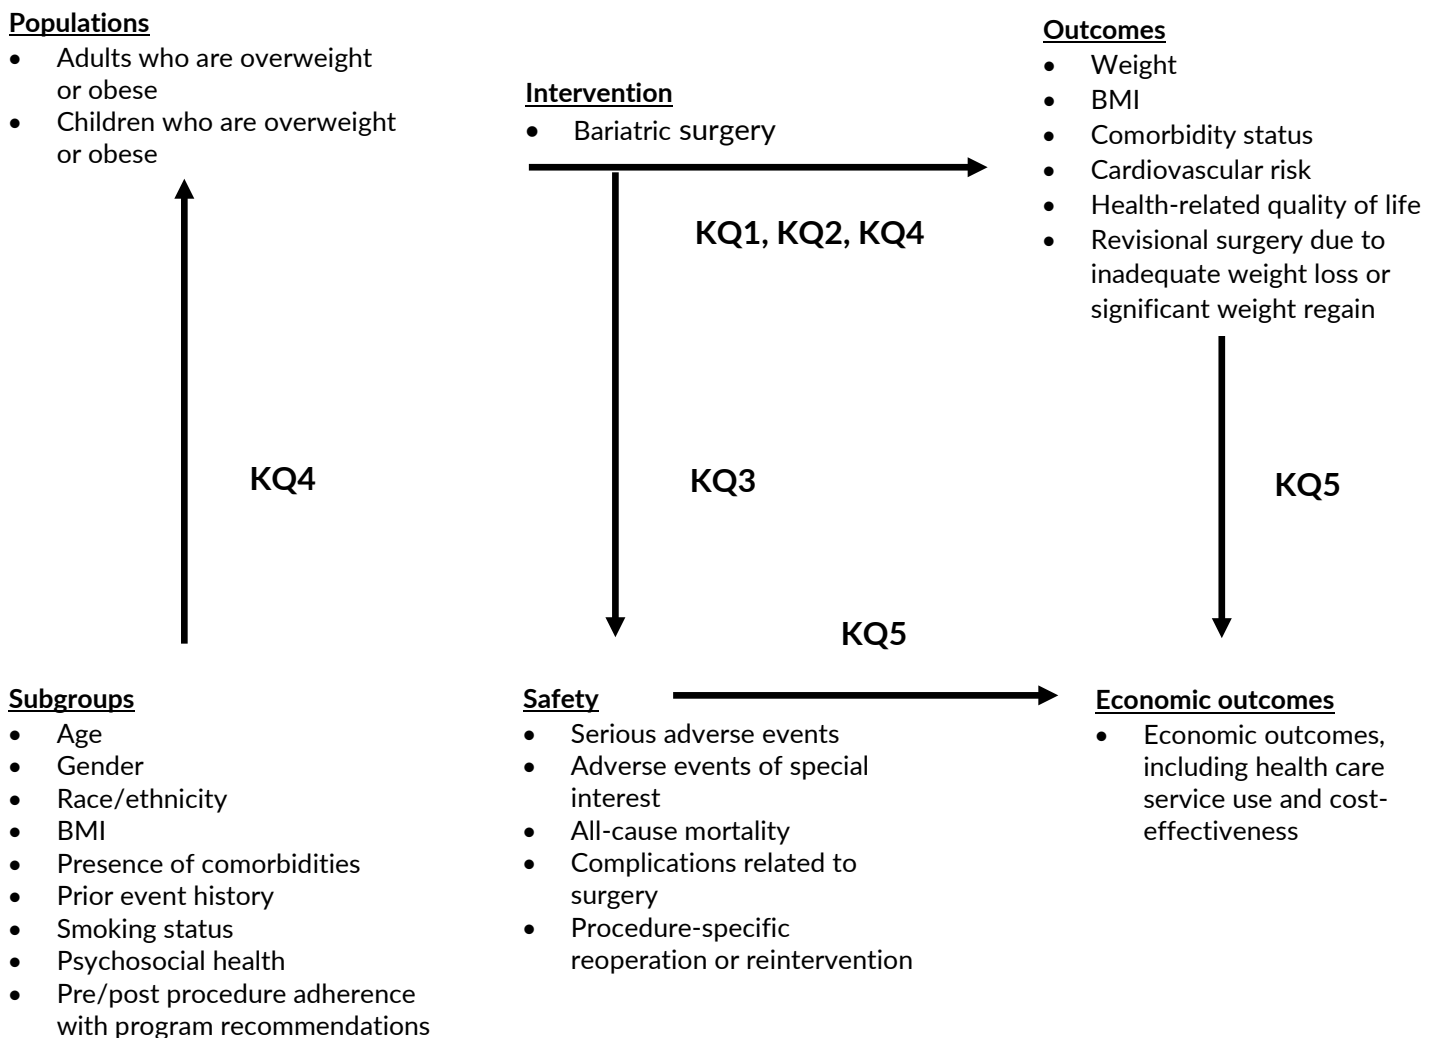 Populations
• Adults who are overweight
or obese
• Children who are overweight
or obese
Intervention
• Bariatric surgery
KQ1, KQ2, KQ4
Outcomes
• Weight
• BMI
• Comorbidity status
• Cardiovascular risk
• Health-related quality of life
• Revisional surgery due to
inadequate weight loss or
significant weight regain
KQ4
KQ3
KQ5
KQ5
Subgroups
• Age
• Gender
• Race/ethnicity
• BMI
• Presence of comorbidities
• Prior event history
• Smoking status
• Psychosocial health
• Pre/post procedure adherence
with program recommendations
Safety
• Serious adverse events
• Adverse events of special
interest
• All-cause mortality
• Complications related to
surgery
• Procedure-specific
reoperation or reintervention
Economic outcomes
• Economic outcomes,
including health care
service use and cost-
effectiveness